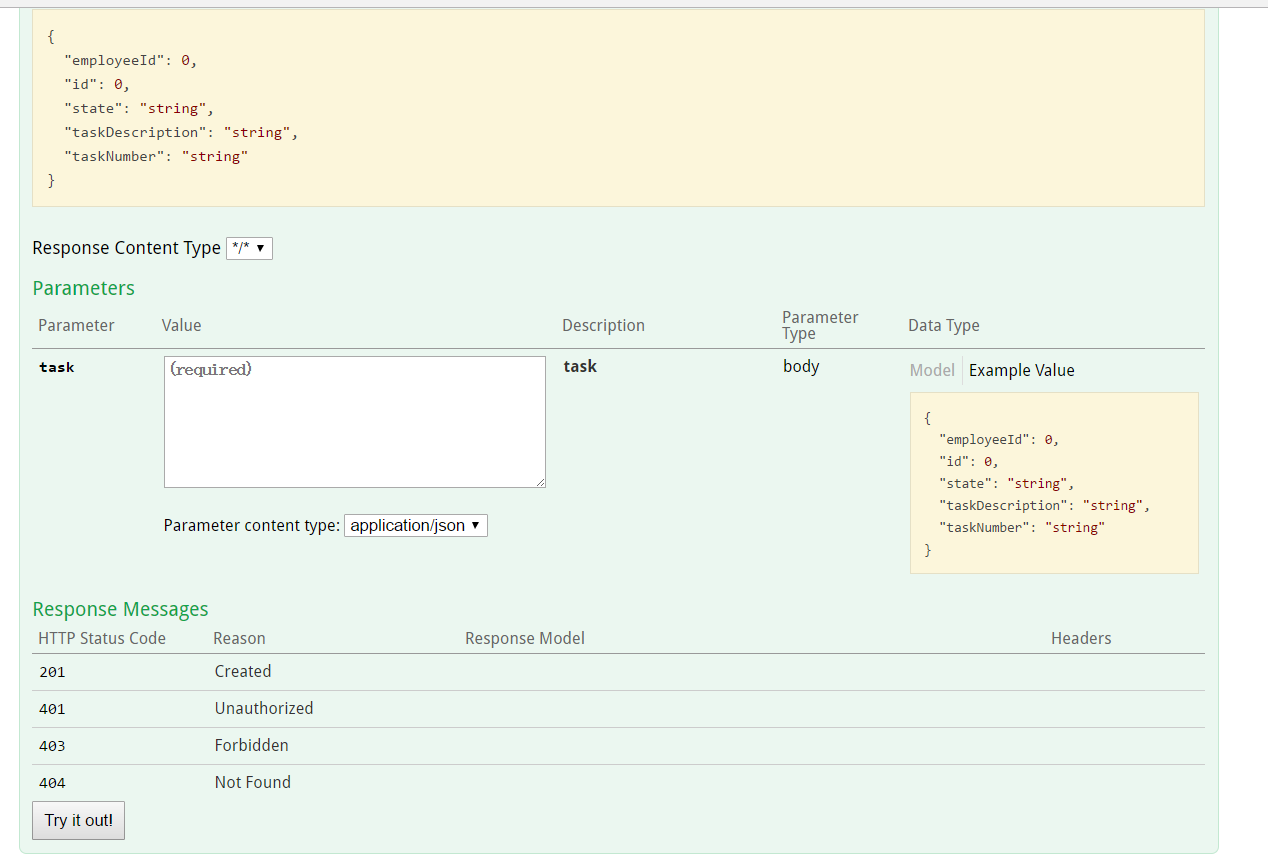 {
"employeeId": 0,
"id": 0,
"state": "string",
"taskDescription": "string",
"taskNumber": "string"
}
Response Content Type */* ▼
Parameters
Parameter Value Description Parameter Type Data Type
task (required) task body Model Example Value
{
"employeeId": 0,
"id": 0,
"state": "string",
"taskDescription": "string",
"taskNumber": "string"
}
Parameter content type: application/json ▼
Response Messages
HTTP Status Code Reason Response Model Headers
201 Created
401 Unauthorized
403 Forbidden
404 Not Found
Try it out!